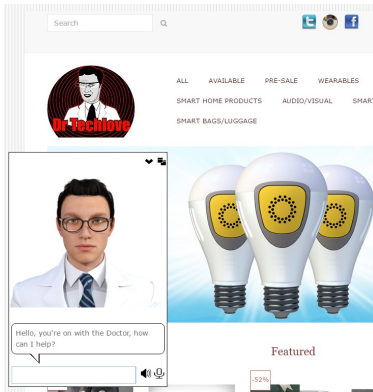 Search
ALL AVAILABLE PRE-SALE WEARABLES
SMART HOME PRODUCTS AUDIO/VISUAL SMAR
SMART BAGS/LUGGAGE
Dr Techlove
Hello, you're on with the Doctor, how
can I help?
Featured
-52%